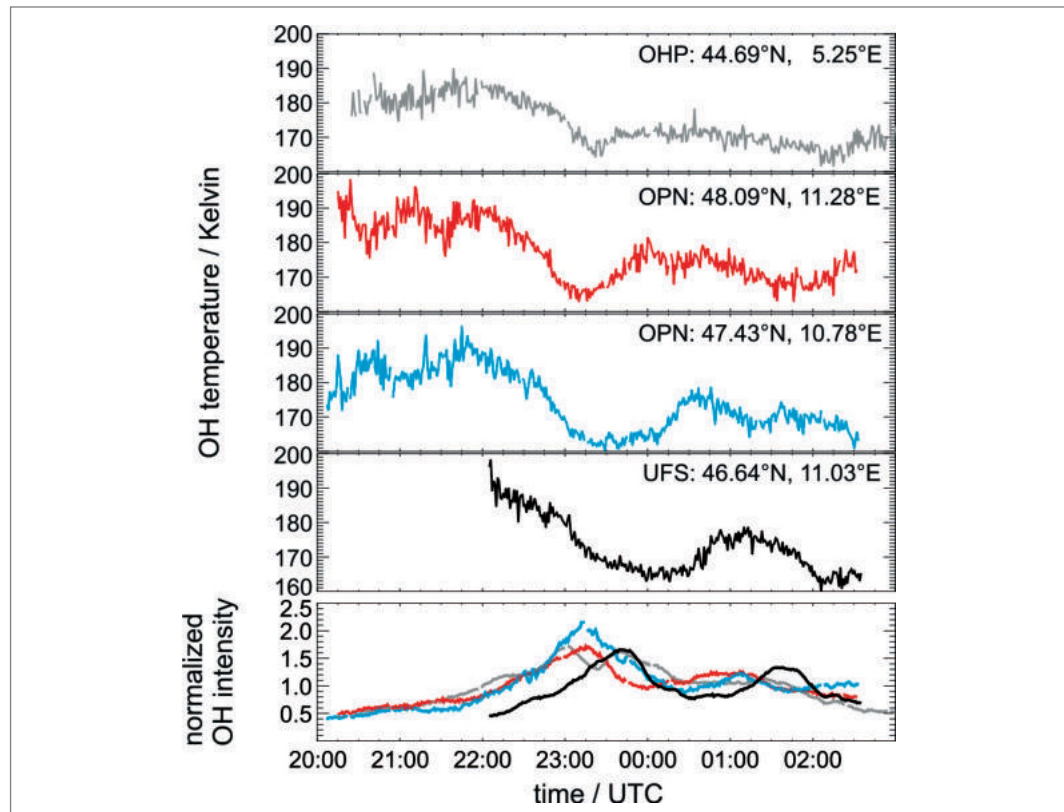 200
190
180
170
OHP: 44.69°N, 5.25°E
200
190
180
170
160
OPN: 48.09°N, 11.28°E
200
190
180
170
160
OPN: 47.43°N, 10.78°E
200
190
180
170
160
UFS: 46.64°N, 11.03°E
OH temperature / Kelvin
2.5
2.0
1.5
1.0
0.5
normalized
OH intensity
20:00 21:00 22:00 23:00 00:00 01:00 02:00
time / UTC